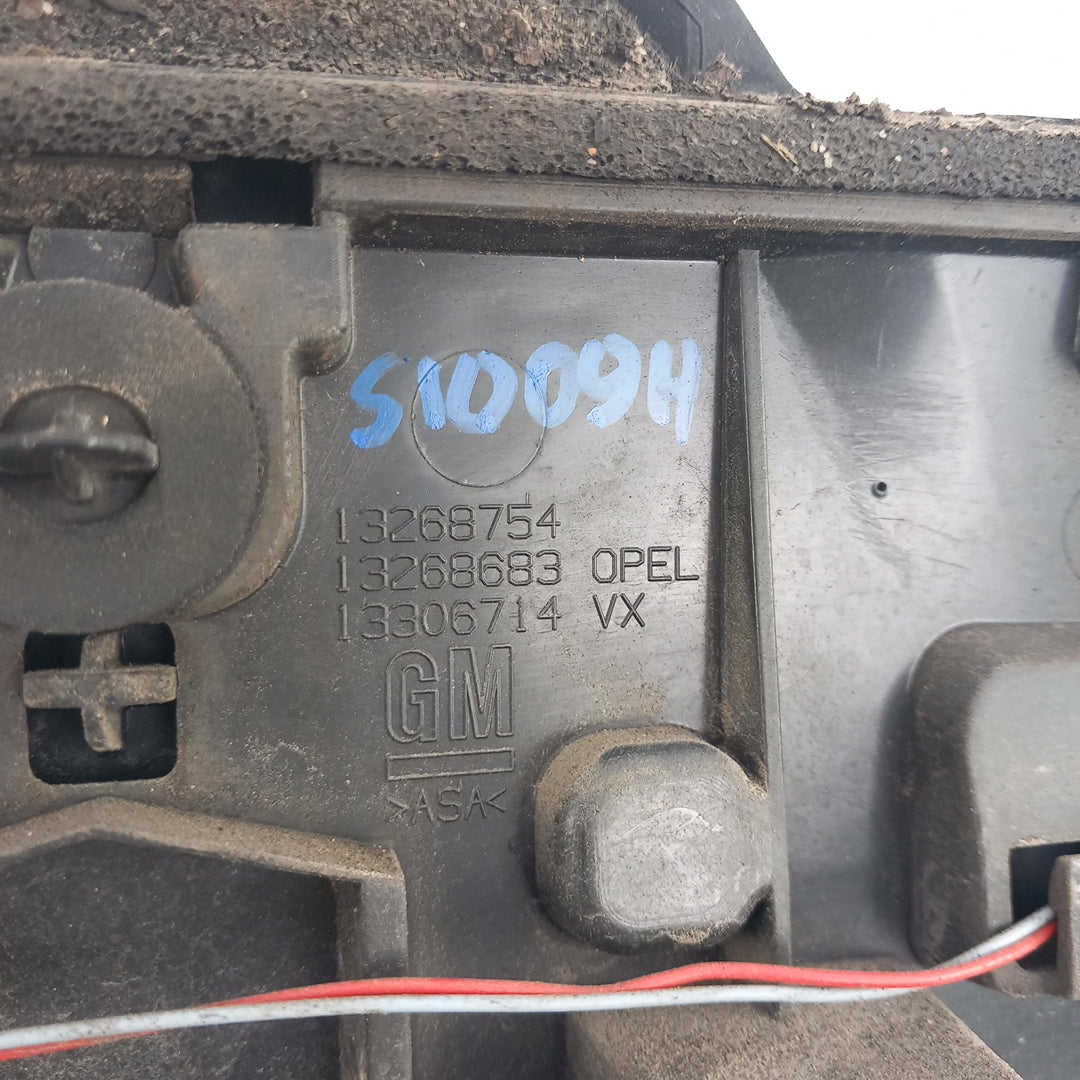 S1009H
13268754
13268683 OPEL
13306714 VX
GM
>ASA<